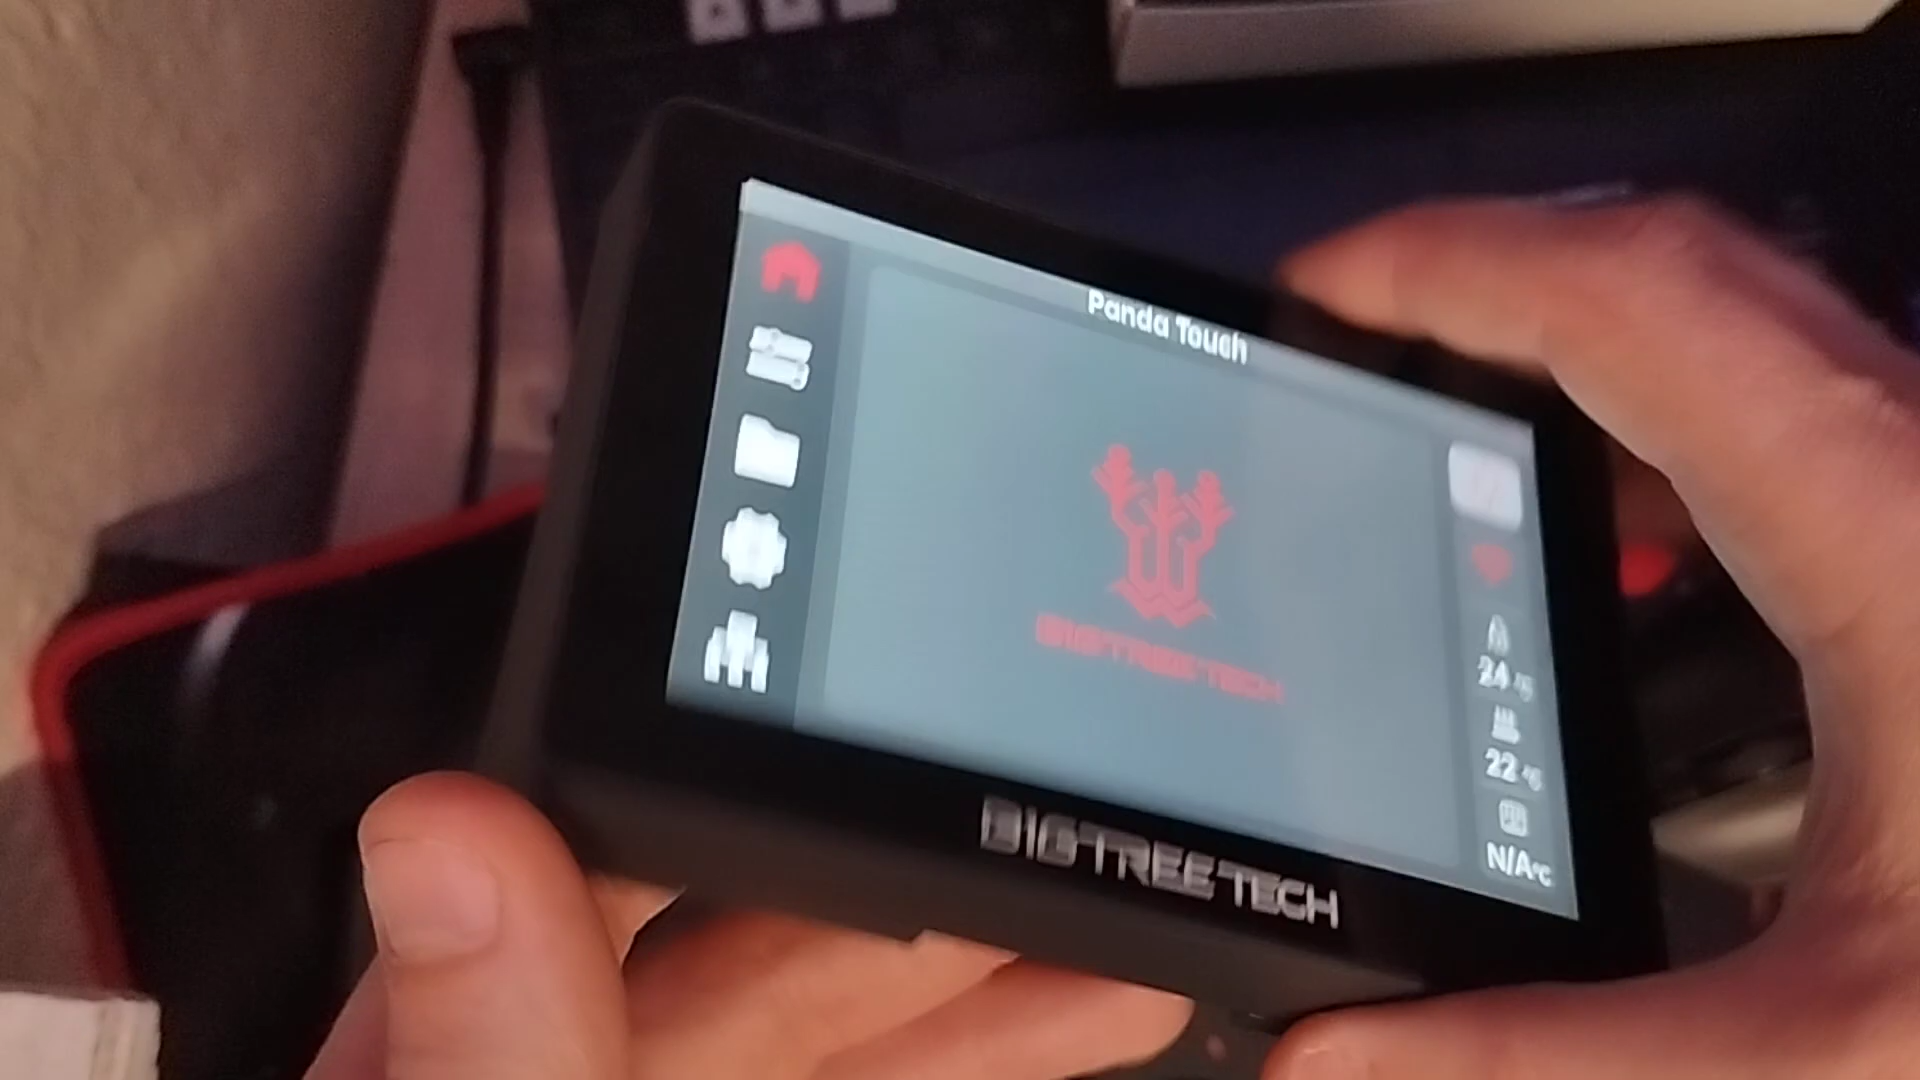 Panda Touch
BIGTREETECH
24 °C
22 °C
N/A°C
BIGTREETECH